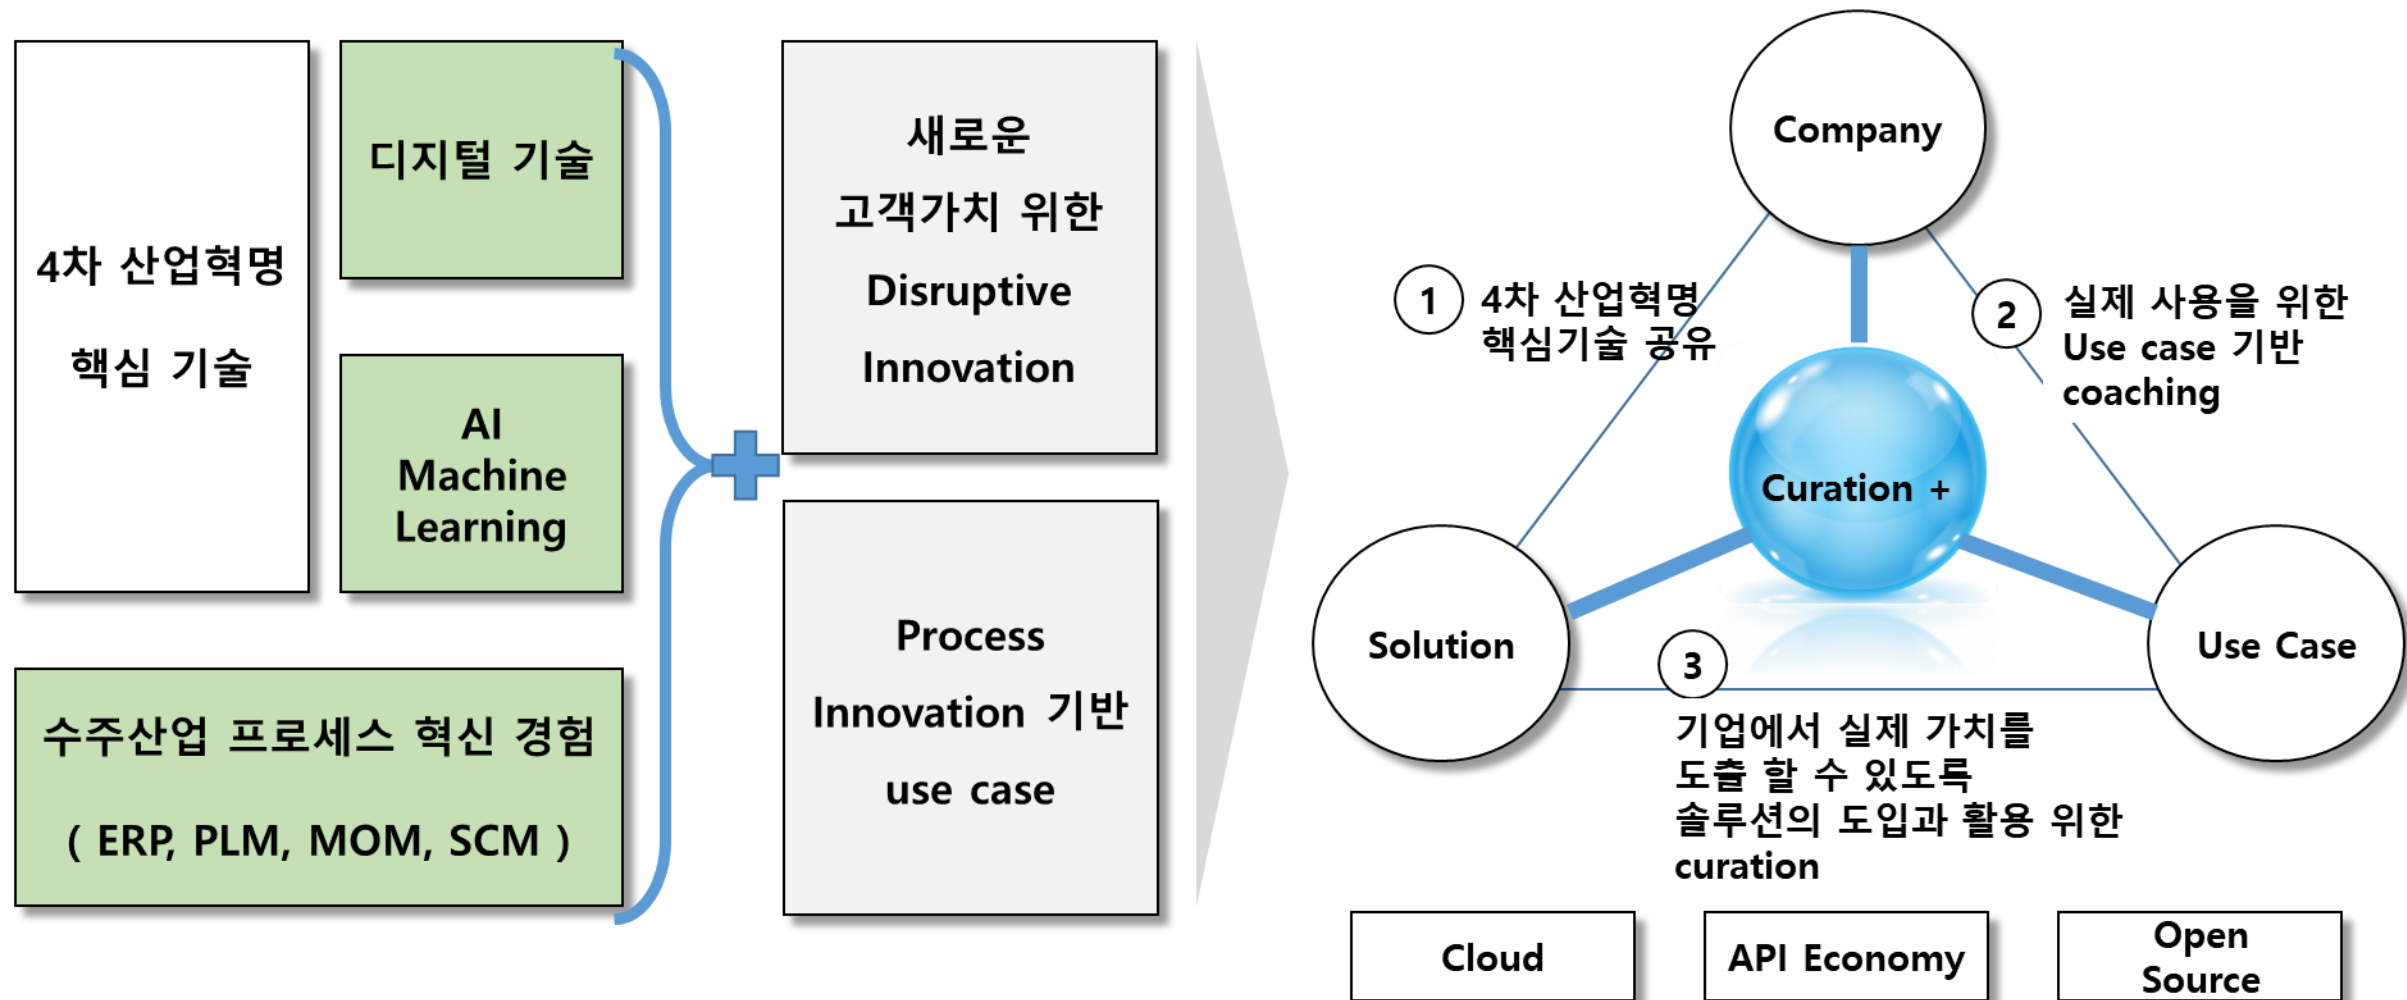 4차 산업혁명
핵심 기술
디지털 기술
AI
Machine
Learning
수주산업 프로세스 혁신 경험
( ERP, PLM, MOM, SCM )
새로운
고객가치 위한
Disruptive
Innovation
Process
Innovation 기반
use case
Company
1
4차 산업혁명
핵심기술 공유
2
실제 사용을 위한
Use case 기반
coaching
Curation +
Solution
Use Case
3
기업에서 실제 가치를
도출 할 수 있도록
솔루션의 도입과 활용 위한
curation
Cloud
API Economy
Open
Source